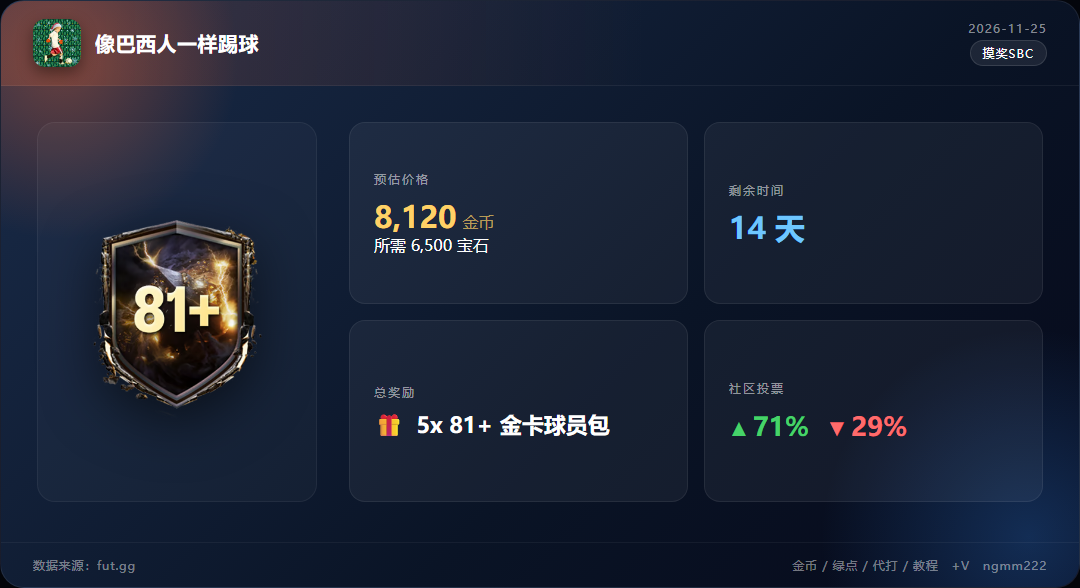 像巴西人一样踢球
2026-11-25
摸奖SBC
81+
预估价格
8,120 金币
所需 6,500 宝石
剩余时间
14 天
总奖励
5x 81+ 金卡球员包
社区投票
▲71% ▼29%
数据来源：fut.gg
金币 / 绿点 / 代打 / 教程 +V ngmm222